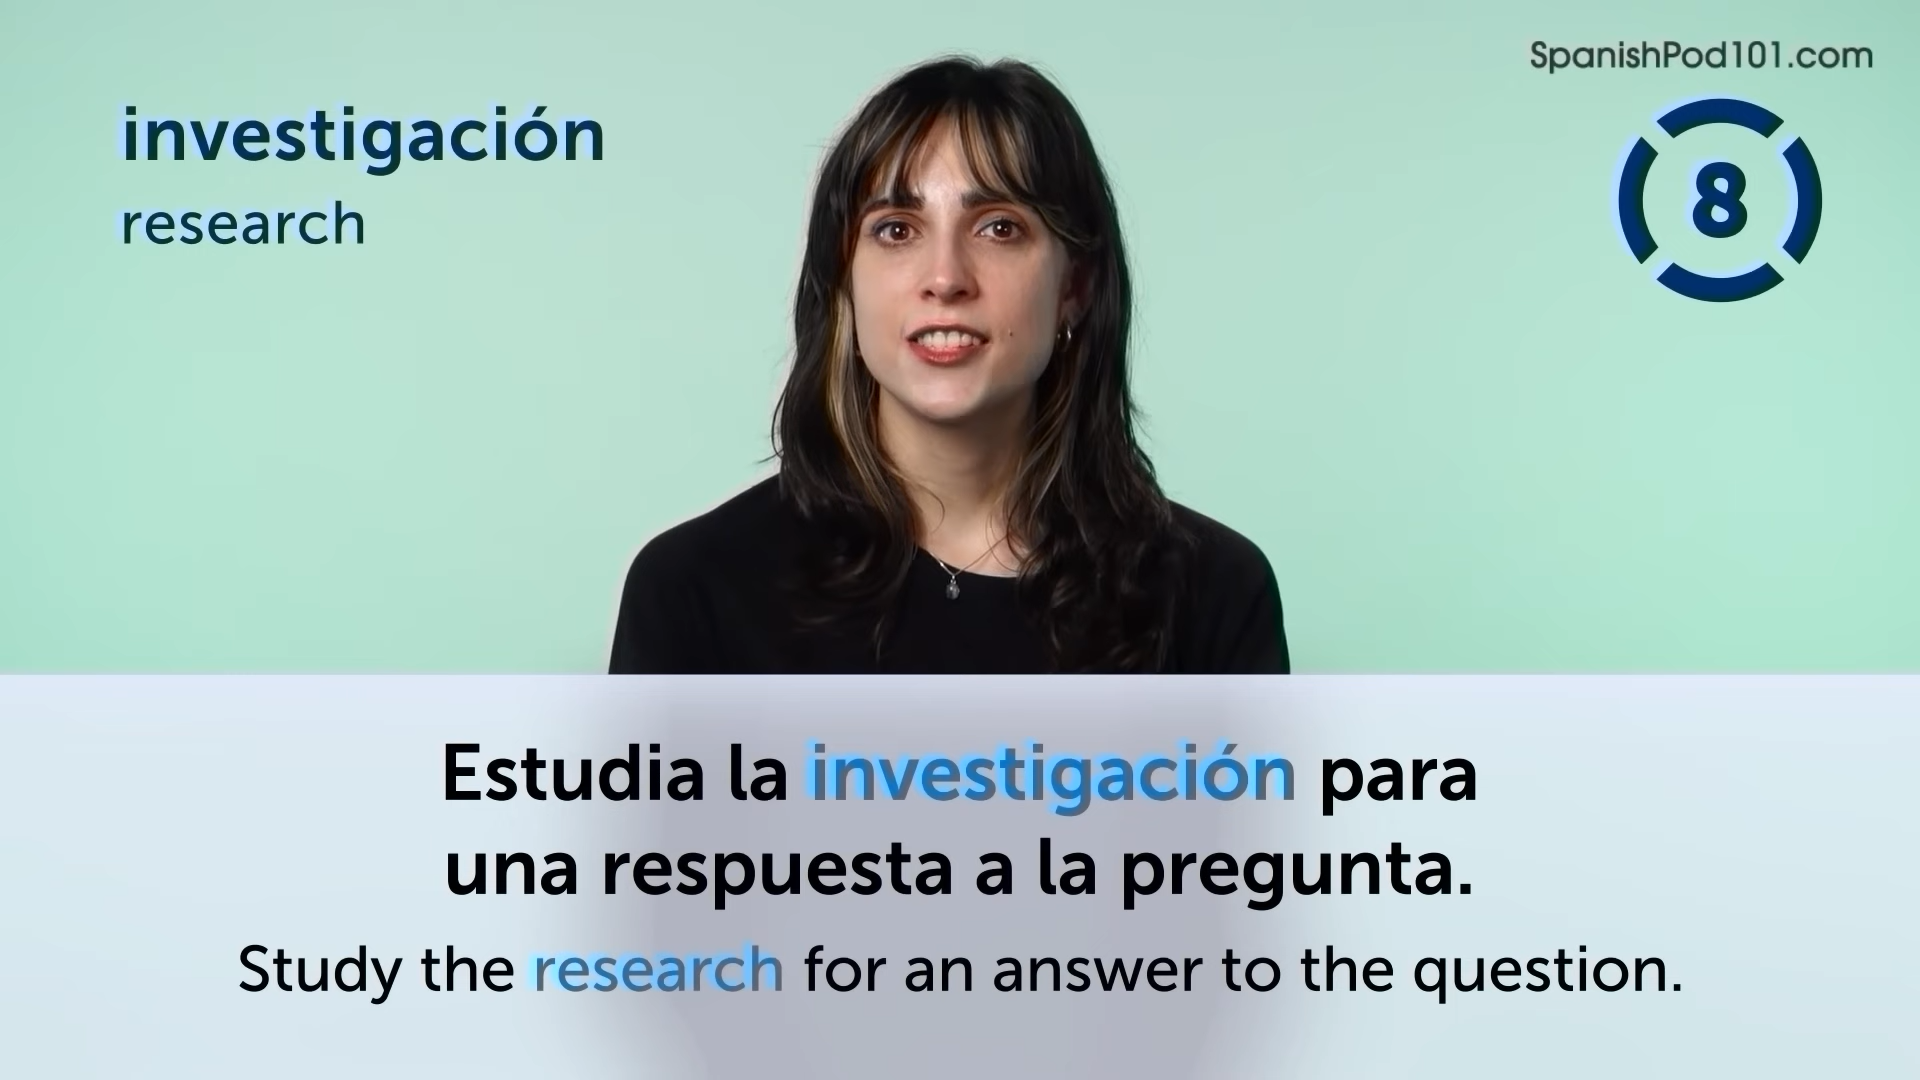 SpanishPod101.com
investigación
research
8
Estudia la investigación para
una respuesta a la pregunta.
Study the research for an answer to the question.